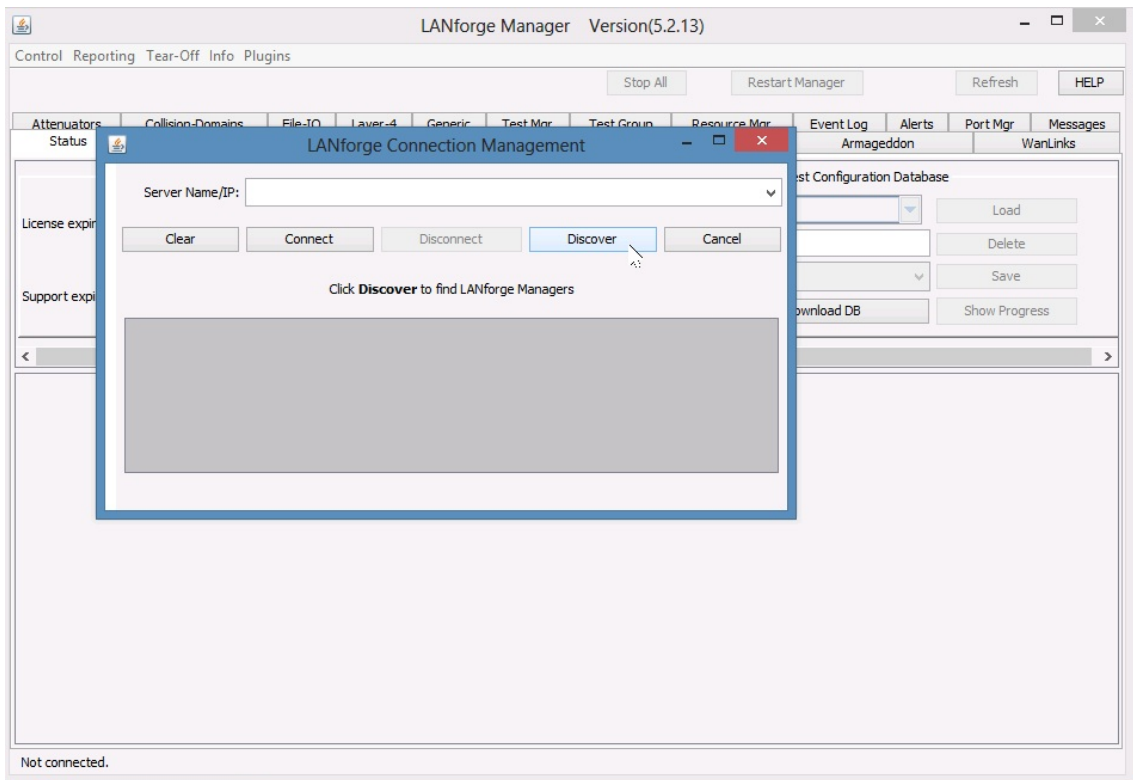 LANforge Manager Version(5.2.13)
Control Reporting Tear-Off Info Plugins
Stop All Restart Manager Refresh HELP
Attenuators Collision-Domains File-IO Layer-4 Generic Test Mgr Test Group Resource Mgr Event Log Alerts Port Mgr Messages
Status Armageddon WanLinks
LANforge Connection Management
Server Name/IP:
Clear Connect Disconnect Discover Cancel
Click Discover to find LANforge Managers
License expir
Support expi
est Configuration Database
Load
Delete
Save
ownload DB Show Progress
Not connected.